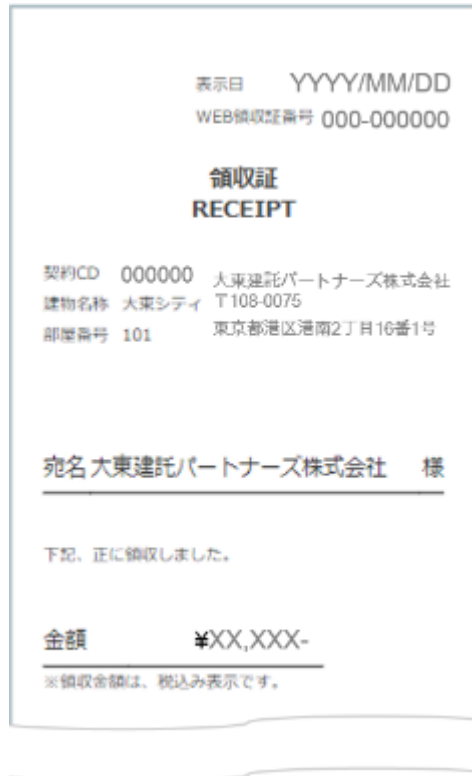 表示日 YYYY/MM/DD
WEB領収証番号 000-000000
領収証
RECEIPT
契約CD 000000
建物名称 大東シティ
部屋番号 101
大東建託パートナーズ株式会社
〒108-0075
東京都港区港南2丁目16番1号
宛名 大東建託パートナーズ株式会社 様
下記、正に領収しました。
金額 ¥XX,XXX-
※領収金額は、税込み表示です。